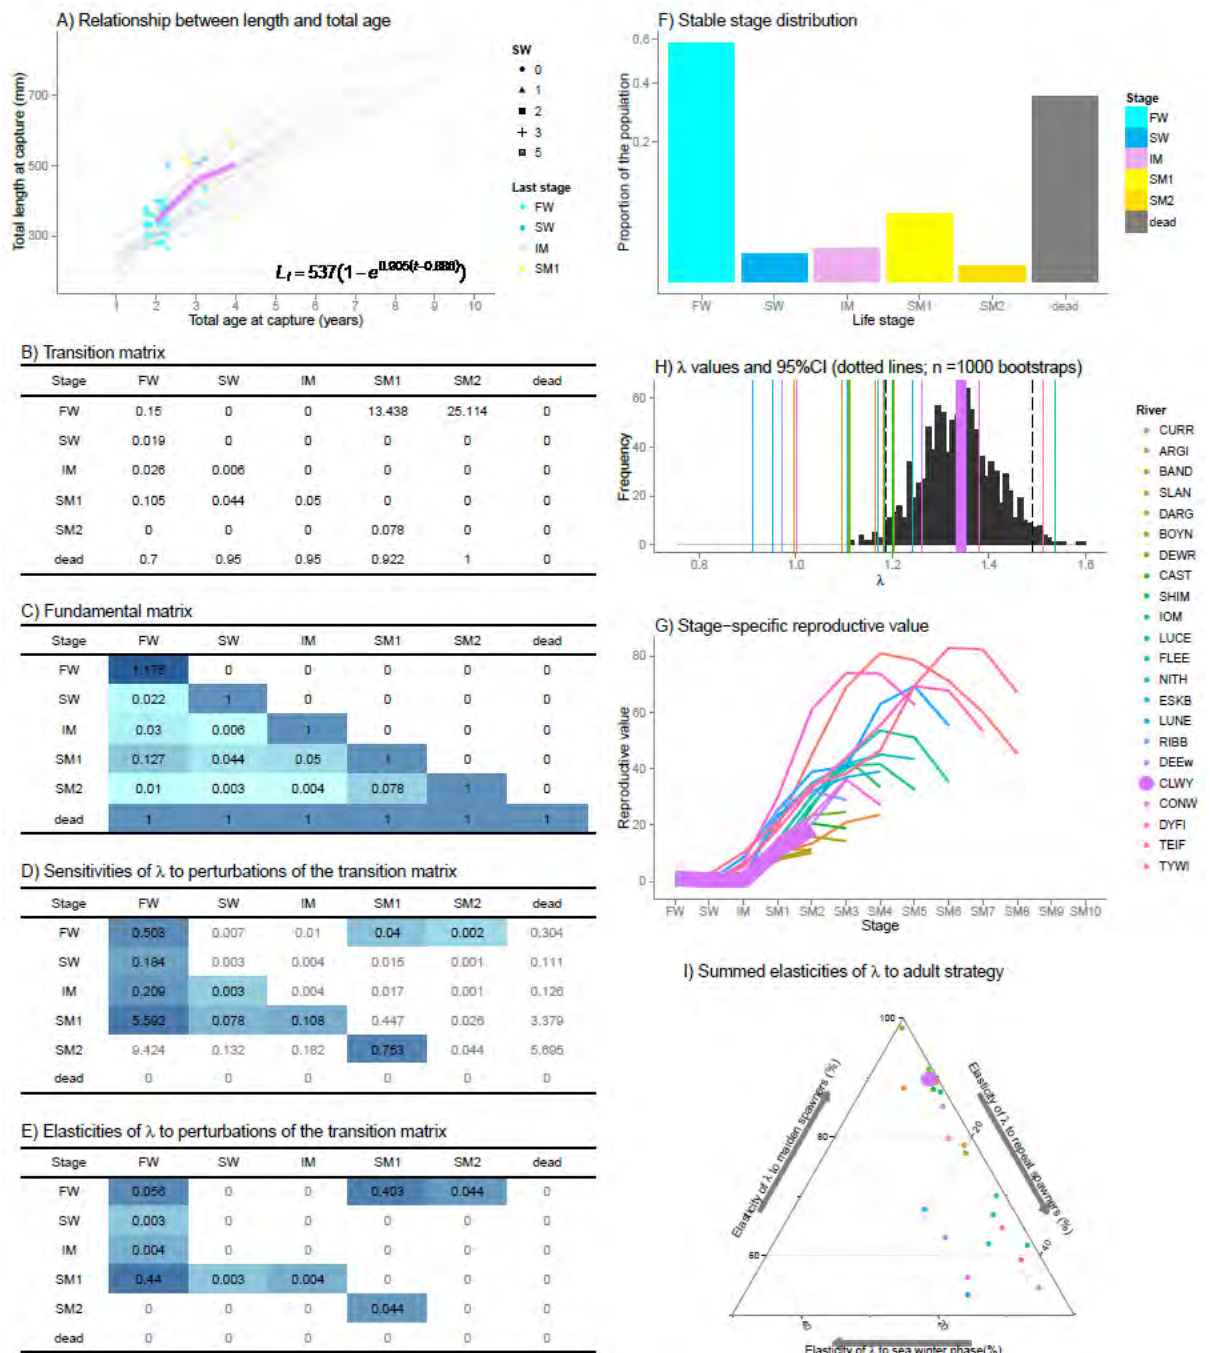 A) Relationship between length and total age
Total length at capture (mm)
700
500
300
1 2 3 4 5 6 7 8 9 10
Total age at capture (years)
SW
0
1
2
3
5
Last stage
FW
SW
IM
SM1
B) Transition matrix
Stage FW SW IM SM1 SM2 dead
FW 0.15 0 0 13.438 25.114 0
SW 0.019 0 0 0 0 0
IM 0.026 0.006 0 0 0 0
SM1 0.105 0.044 0.05 0 0 0
SM2 0 0 0 0.078 0 0
dead 0.7 0.95 0.95 0.922 1 0
C) Fundamental matrix
Stage FW SW IM SM1 SM2 dead
FW 1.176 0 0 0 0 0
SW 0.022 1 0 0 0 0
IM 0.03 0.006 1 0 0 0
SM1 0.127 0.044 0.05 1 0 0
SM2 0.01 0.003 0.004 0.078 1 0
dead 1 1 1 1 1 1
D) Sensitivities of λ to perturbations of the transition matrix
Stage FW SW IM SM1 SM2 dead
FW 0.503 0.007 0.01 0.04 0.002 0.304
SW 0.184 0.003 0.004 0.015 0.001 0.111
IM 0.209 0.003 0.004 0.017 0.001 0.126
SM1 5.592 0.078 0.108 0.447 0.026 3.379
SM2 9.424 0.132 0.182 0.753 0.044 5.695
dead 0 0 0 0 0 0
E) Elasticities of λ to perturbations of the transition matrix
Stage FW SW IM SM1 SM2 dead
FW 0.056 0 0 0.403 0.044 0
SW 0.003 0 0 0 0 0
IM 0.004 0 0 0 0 0
SM1 0.44 0.003 0.004 0 0 0
SM2 0 0 0 0.044 0 0
dead 0 0 0 0 0 0
F) Stable stage distribution
Proportion of the population
0.6
0.4
0.2
FW SW IM SM1 SM2 dead
Life stage
Stage
FW
SW
IM
SM1
SM2
dead
H) λ values and 95%CI (dotted lines; n =1000 bootstraps)
Frequency
60
40
20
0
0.8 1.0 1.2 1.4 1.6
λ
River
CURR
ARGI
BAND
SLAN
DARG
BOYN
DEWR
CAST
SHIM
IOM
LUCE
FLEE
NITH
ESKB
LUNE
RIBB
DEEw
CLWY
CONW
DYFI
TEIF
TYWI
G) Stage−specific reproductive value
Reproductive value
80
60
40
20
0
FW SW IM SM1 SM2 SM3 SM4 SM5 SM6 SM7 SM8 SM9 SM10
Stage
I) Summed elasticities of λ to adult strategy
100
80
60
20
40
40
20
Elasticity of λ to maiden spawners (%)
Elasticity of λ to repeat spawners (%)
Elasticity of λ to sea winter phase(%)